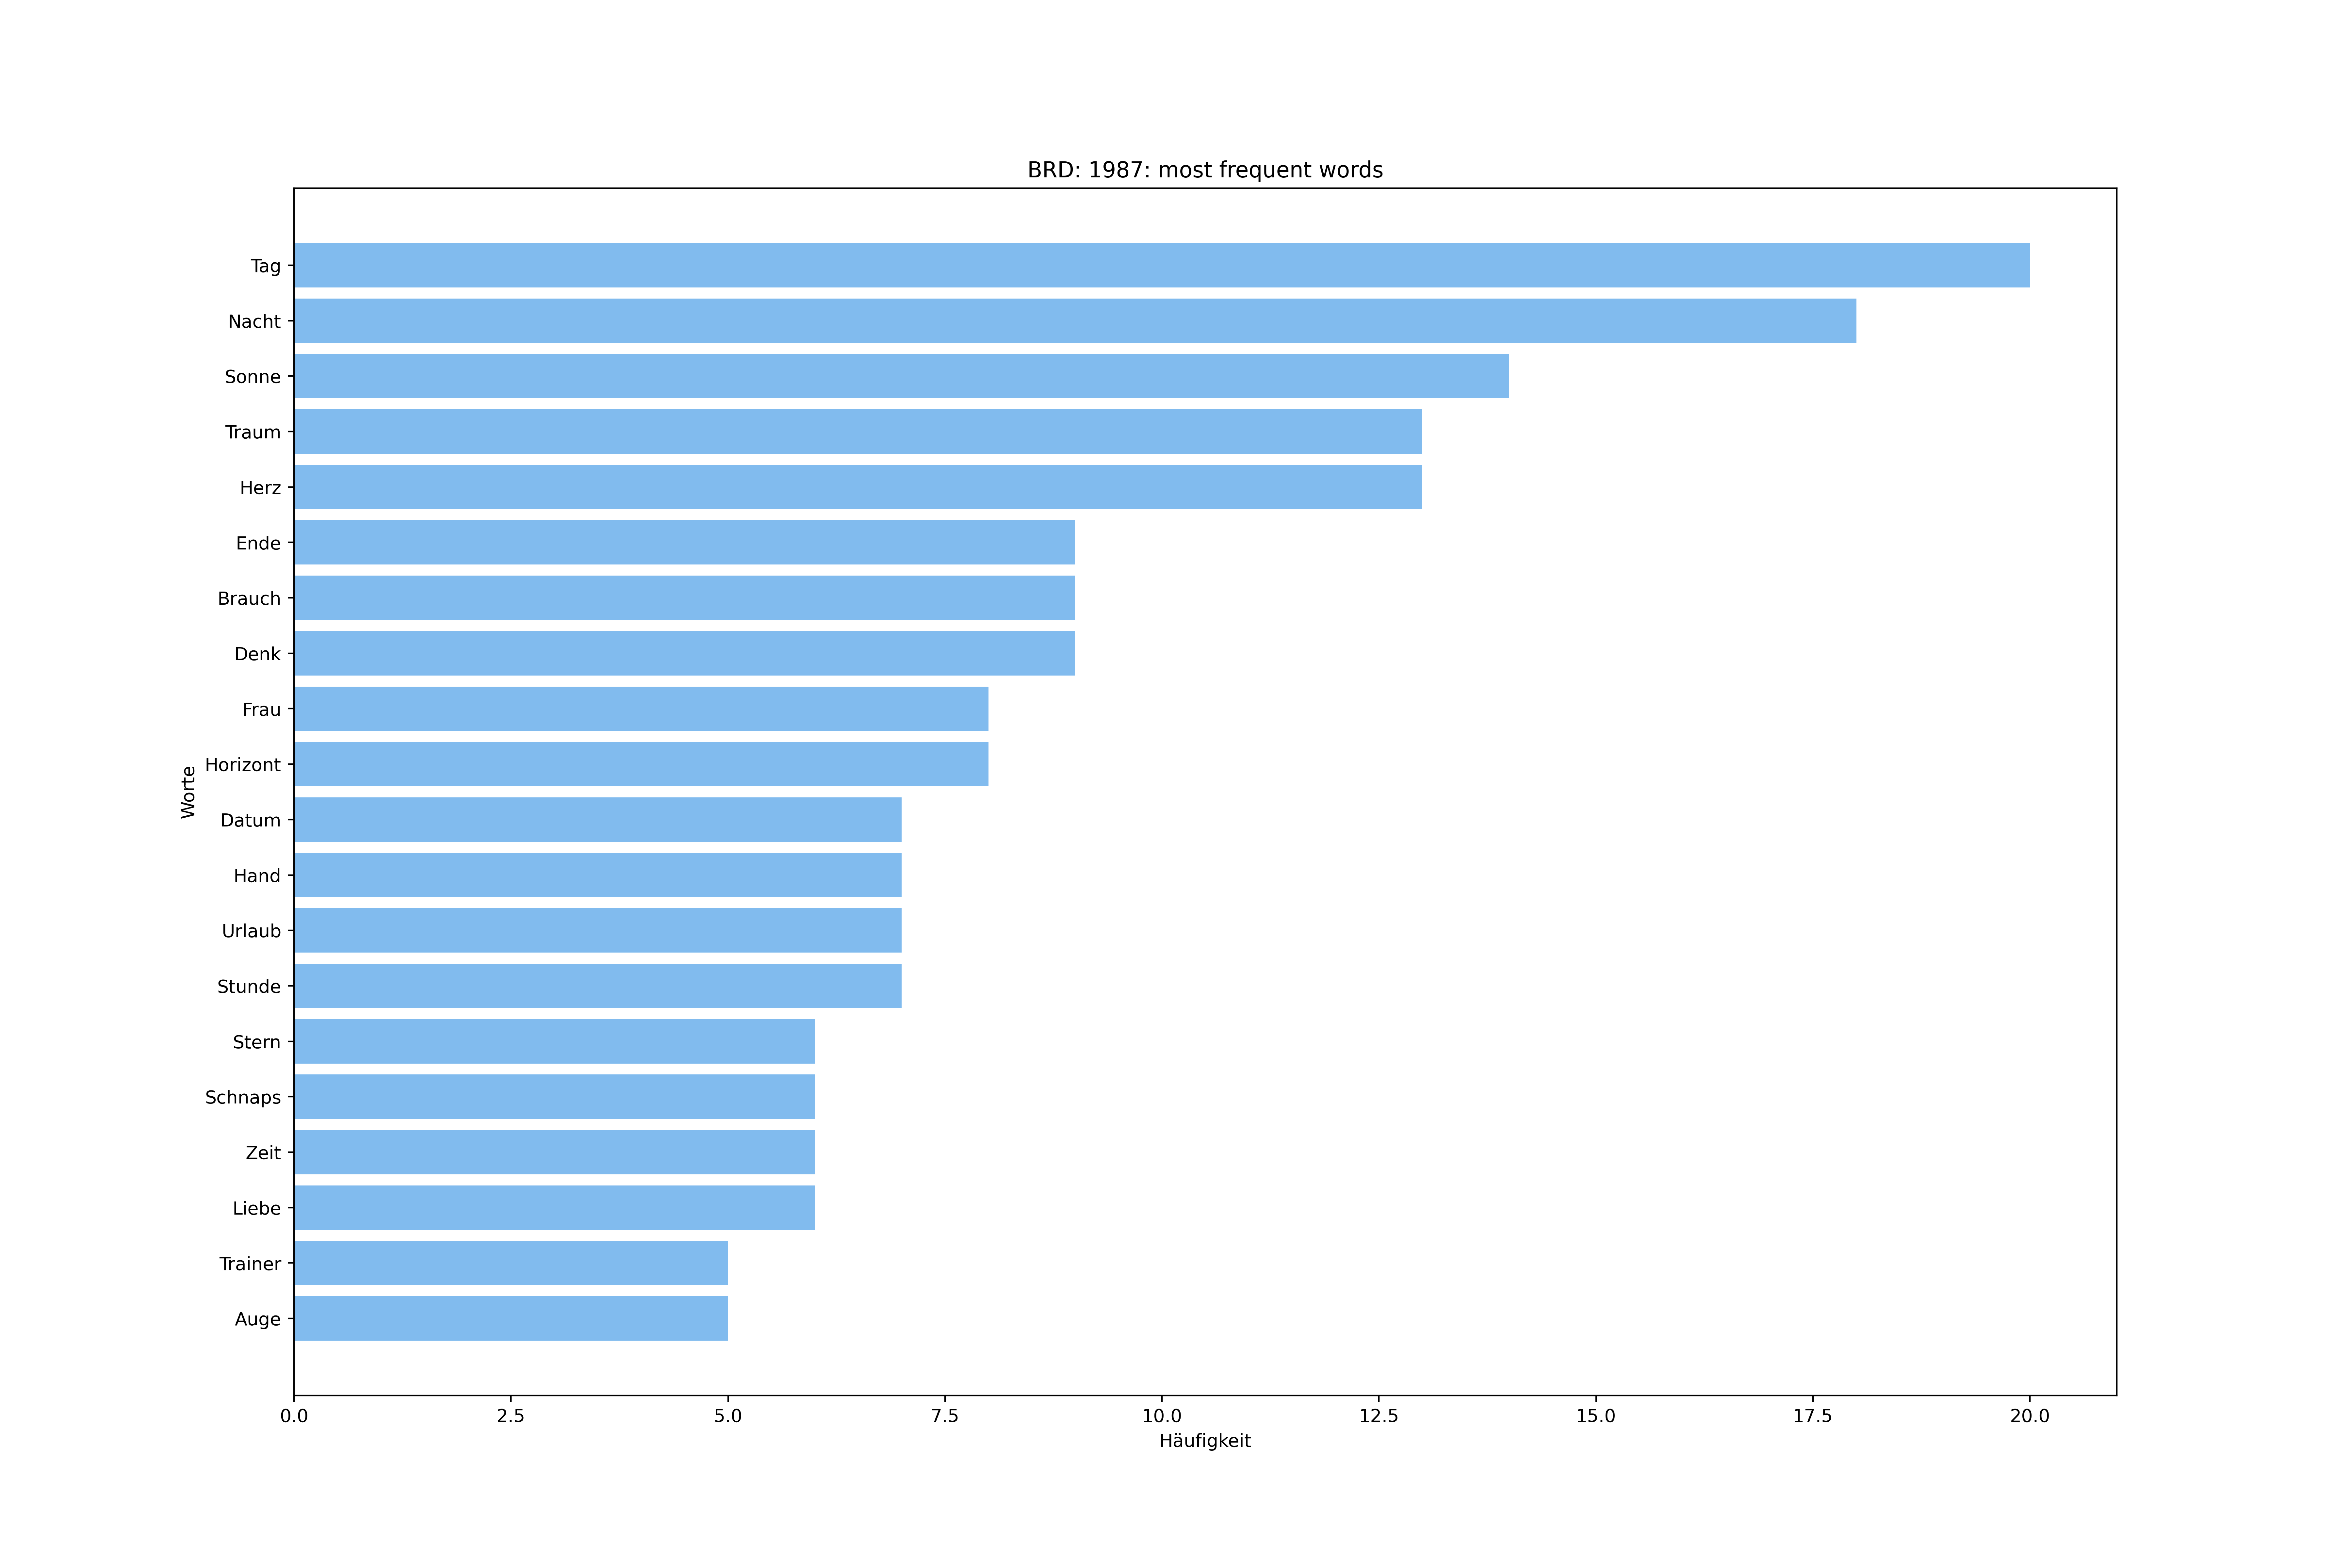 BRD: 1987: most frequent words
Tag
Nacht
Sonne
Traum
Herz
Ende
Brauch
Denk
Frau
Horizont
Datum
Hand
Urlaub
Stunde
Stern
Schnaps
Zeit
Liebe
Trainer
Auge
Worte
0.0 2.5 5.0 7.5 10.0 12.5 15.0 17.5 20.0
Häufigkeit